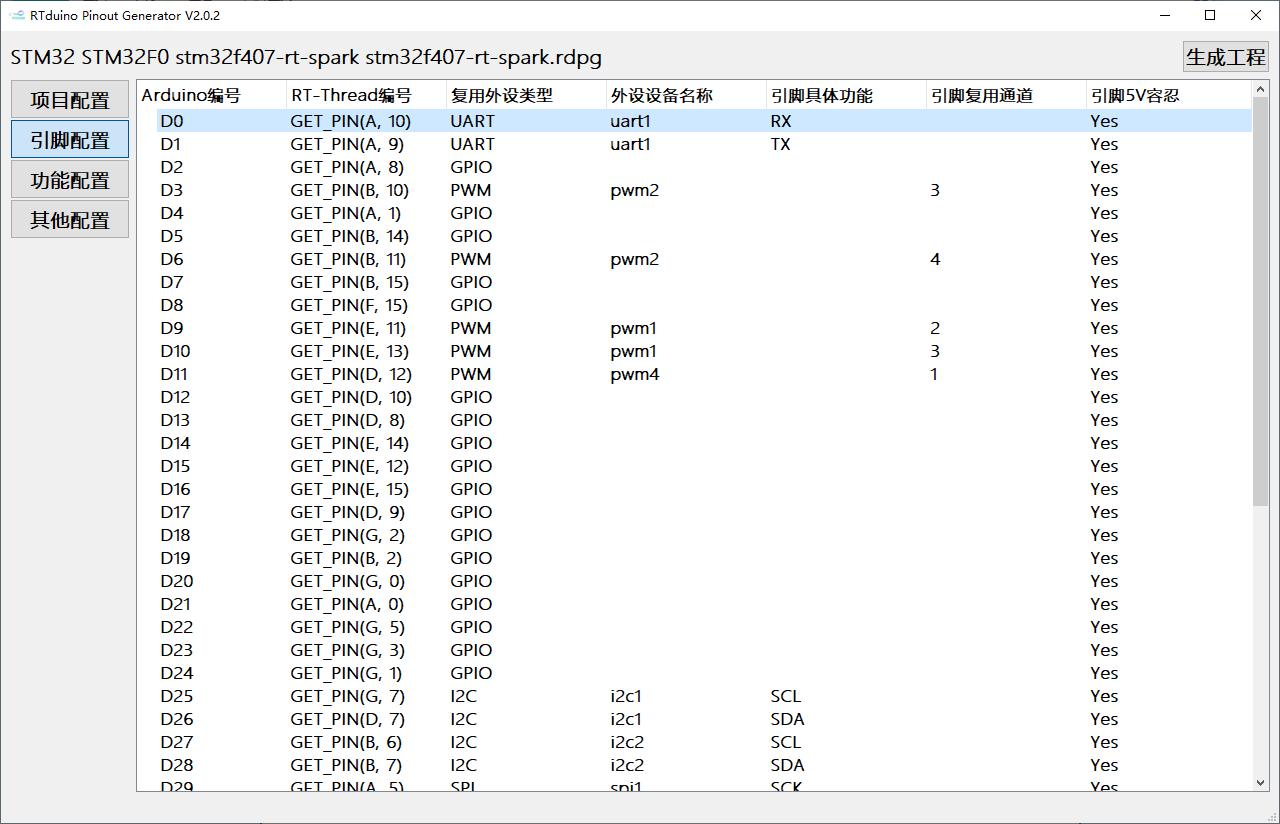 RTduino Pinout Generator V2.0.2
STM32 STM32F0 stm32f407-rt-spark stm32f407-rt-spark.rdpg
生成工程
项目配置
引脚配置
功能配置
其他配置
Arduino编号 RT-Thread编号 复用外设类型 外设设备名称 引脚具体功能 引脚复用通道 引脚5V容忍
D0 GET_PIN(A, 10) UART uart1 RX Yes
D1 GET_PIN(A, 9) UART uart1 TX Yes
D2 GET_PIN(A, 8) GPIO Yes
D3 GET_PIN(B, 10) PWM pwm2 3 Yes
D4 GET_PIN(A, 1) GPIO Yes
D5 GET_PIN(B, 14) GPIO Yes
D6 GET_PIN(B, 11) PWM pwm2 4 Yes
D7 GET_PIN(B, 15) GPIO Yes
D8 GET_PIN(F, 15) GPIO Yes
D9 GET_PIN(E, 11) PWM pwm1 2 Yes
D10 GET_PIN(E, 13) PWM pwm1 3 Yes
D11 GET_PIN(D, 12) PWM pwm4 1 Yes
D12 GET_PIN(D, 10) GPIO Yes
D13 GET_PIN(D, 8) GPIO Yes
D14 GET_PIN(E, 14) GPIO Yes
D15 GET_PIN(E, 12) GPIO Yes
D16 GET_PIN(E, 15) GPIO Yes
D17 GET_PIN(D, 9) GPIO Yes
D18 GET_PIN(G, 2) GPIO Yes
D19 GET_PIN(B, 2) GPIO Yes
D20 GET_PIN(G, 0) GPIO Yes
D21 GET_PIN(A, 0) GPIO Yes
D22 GET_PIN(G, 5) GPIO Yes
D23 GET_PIN(G, 3) GPIO Yes
D24 GET_PIN(G, 1) GPIO Yes
D25 GET_PIN(G, 7) I2C i2c1 SCL Yes
D26 GET_PIN(D, 7) I2C i2c1 SDA Yes
D27 GET_PIN(B, 6) I2C i2c2 SCL Yes
D28 GET_PIN(B, 7) I2C i2c2 SDA Yes
D29 GET_PIN(A, 5) SPI spi1 SCK Yes